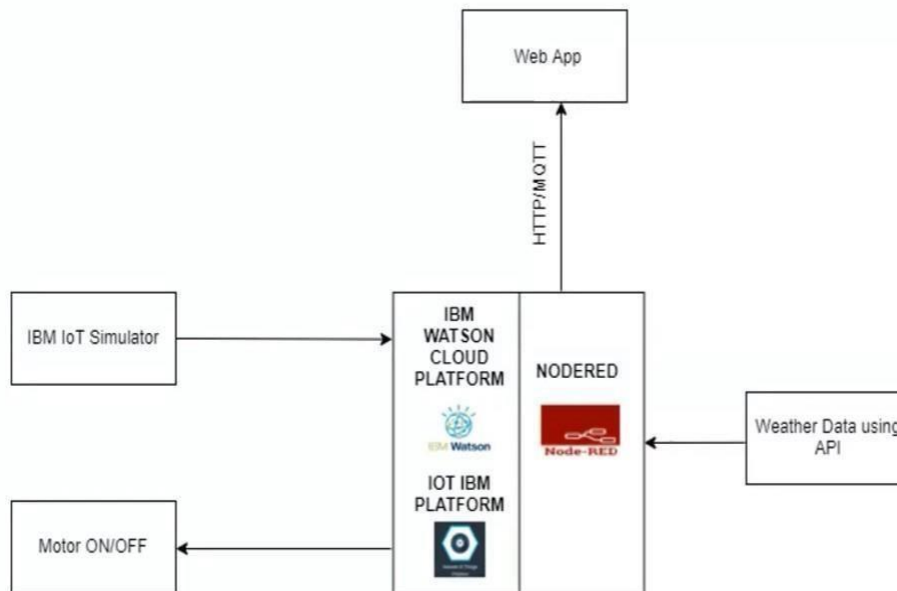 Web App
HTTP/MQTT
IBM IoT Simulator
IBM
WATSON
CLOUD
PLATFORM
IBM Watson
IOT IBM
PLATFORM
NODERED
Node-RED
Weather Data using
API
Motor ON/OFF